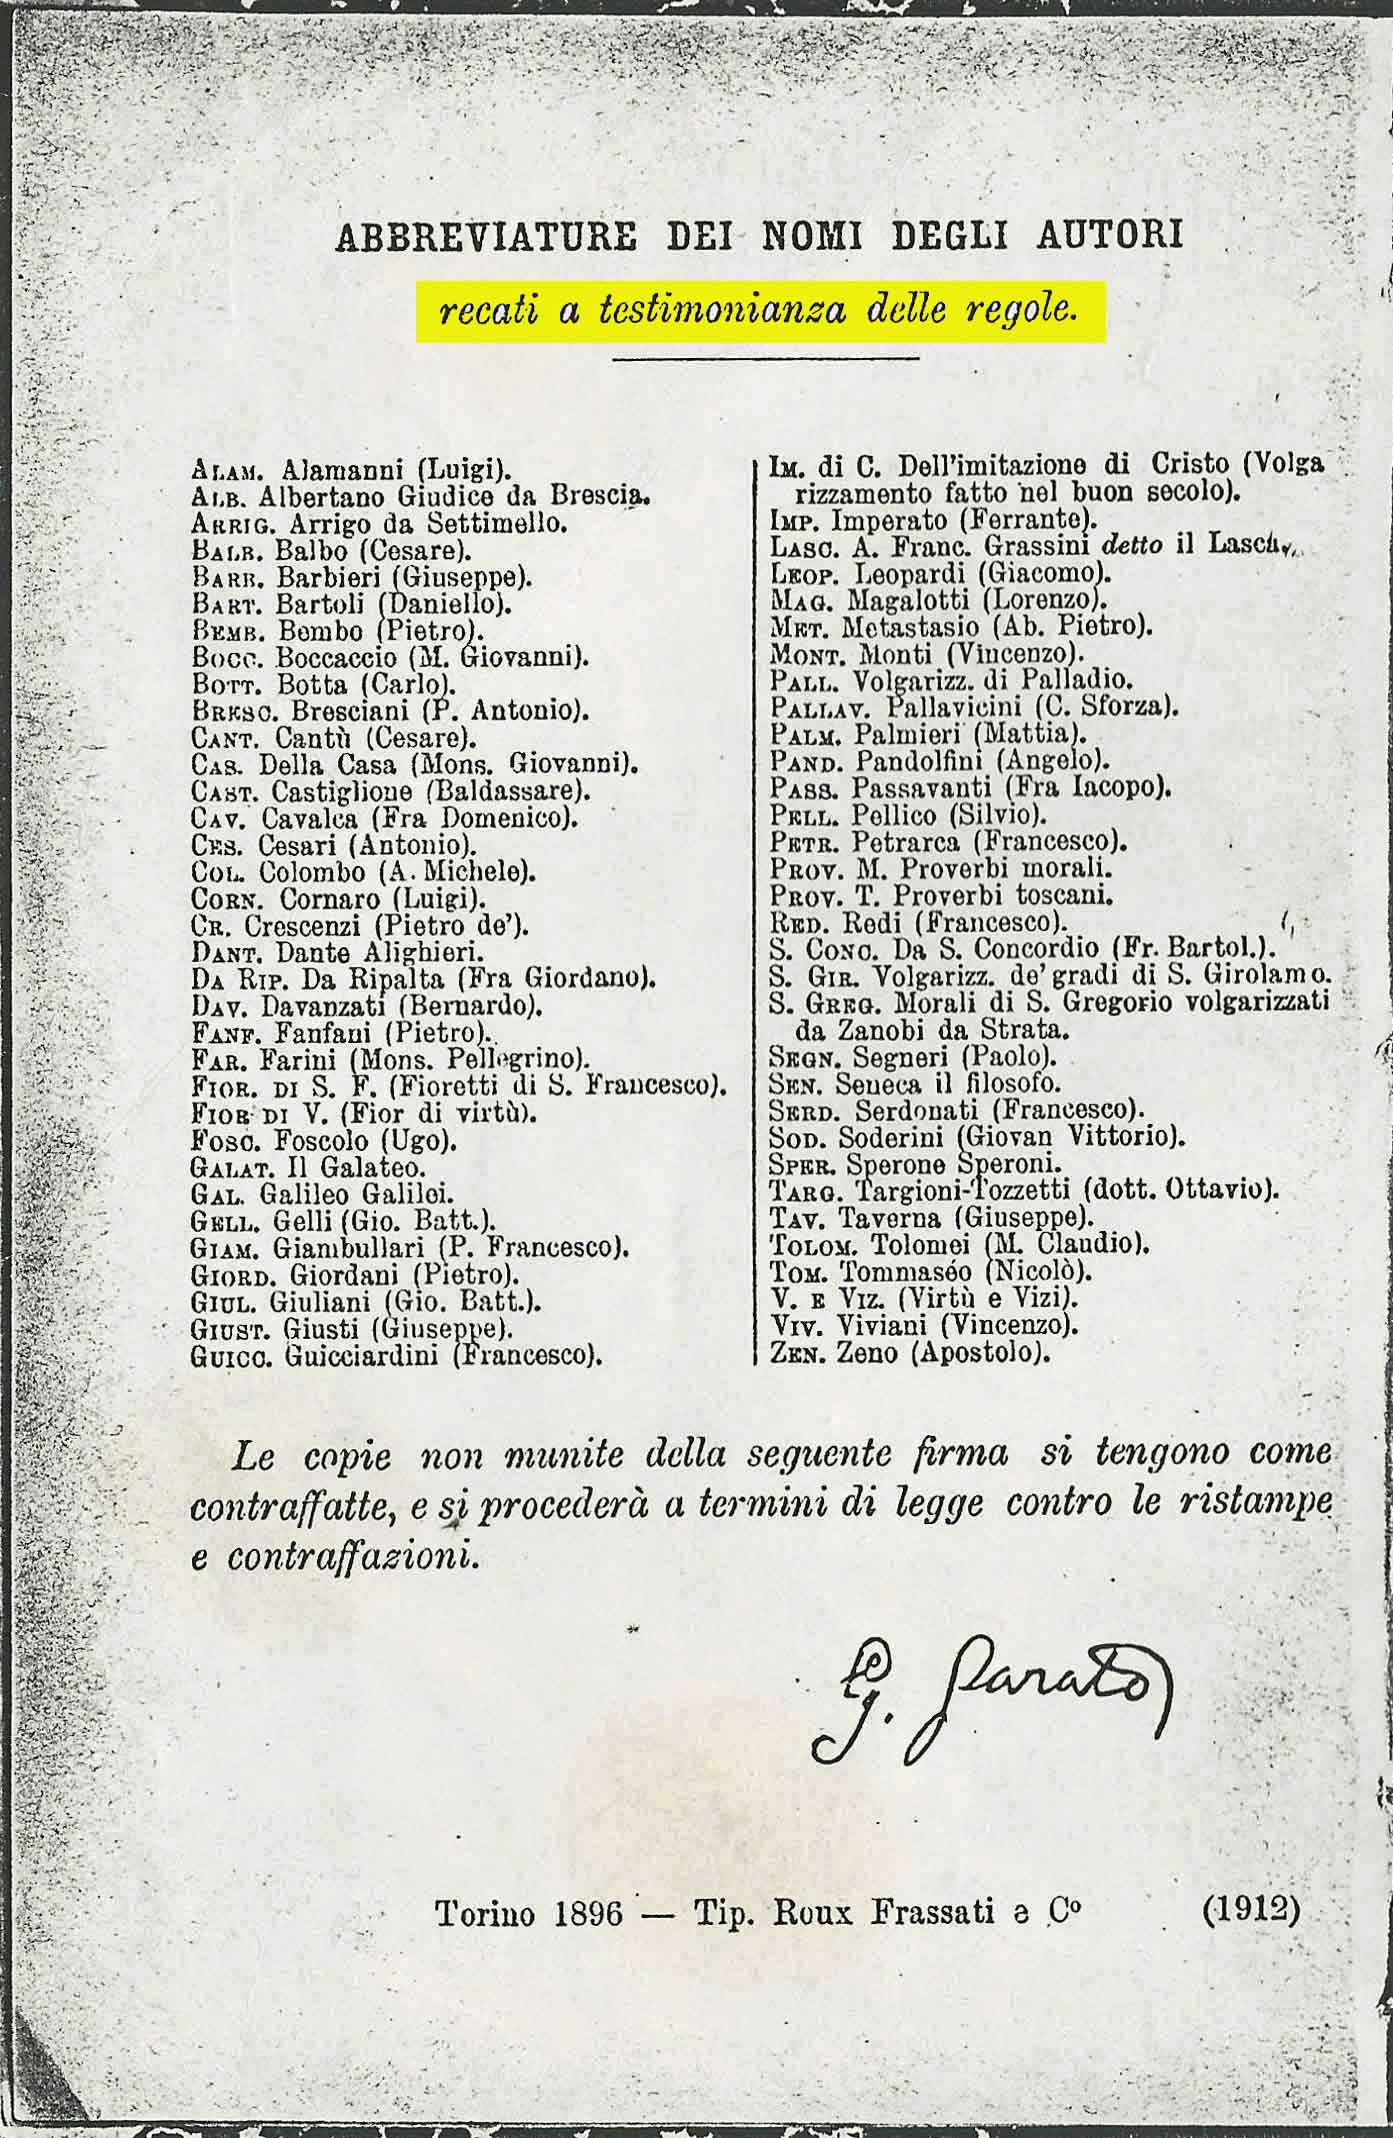 ABBREVIATURE DEI NOMI DEGLI AUTORI
recati a testimonianza delle regole.
ALAM. Alamanni (Luigi).
ALB. Albertano Giudice da Brescia.
ARRIG. Arrigo da Settimello.
BALB. Balbo (Cesare).
BARB. Barbieri (Giuseppe).
BART. Bartoli (Daniello).
BEMB. Bembo (Pietro).
BOCC. Boccaccio (M. Giovanni).
BOTT. Botta (Carlo).
BRESC. Bresciani (P. Antonio).
CANT. Cantù (Cesare).
CAS. Della Casa (Mons. Giovanni).
CAST. Castiglione (Baldassare).
CAV. Cavalca (Fra Domenico).
CES. Cesari (Antonio).
COL. Colombo (A. Michele).
CORN. Cornaro (Luigi).
CR. Crescenzi (Pietro de').
DANT. Dante Alighieri.
DA RIP. Da Ripalta (Fra Giordano).
DAV. Davanzati (Bernardo).
FANF. Fanfani (Pietro).
FAR. Farini (Mons. Pellegrino).
FIOR. DI S. F. (Fioretti di S. Francesco).
FIOR DI V. (Fior di virtù).
FOSC. Foscolo (Ugo).
GALAT. Il Galateo.
GAL. Galileo Galilei.
GELL. Gelli (Gio. Batt.).
GIAM. Giambullari (P. Francesco).
GIORD. Giordani (Pietro).
GIUL. Giuliani (Gio. Batt.).
GIUST. Giusti (Giuseppe).
GUICC. Guicciardini (Francesco).
IM. di C. Dell'imitazione di Cristo (Volga
rizzamento fatto nel buon secolo).
IMP. Imperato (Ferrante).
LASC. A. Franc. Grassini detto il
LEOP. Leopardi (Giacomo).
MAG. Magalotti (Lorenzo).
MET. Metastasio (Ab. Pietro).
MONT. Monti (Vincenzo).
PALL. Volgarizz. di Palladio.
PALLAV. Pallavicini (C. Sforza).
PALM. Palmieri (Mattia).
PAND. Pandolfini (Angelo).
PASS. Passavanti (Fra Iacopo).
PELL. Pellico (Silvio).
PETR. Petrarca (Francesco).
PROV. M. Proverbi morali.
PROV. T. Proverbi toscani.
RED. Redi (Francesco).
S. CONC. Da S. Concordio (Fr. Bartol.).
S. GIR. Volgarizz. de' gradi di S. Girolamo.
S. GREG. Morali di S. Gregorio volgarizzati
da Zanobi da Strata.
SEGN. Segneri (Paolo).
SEN. Seneca il filosofo.
SERD. Serdonati (Francesco).
SOD. Soderini (Giovan Vittorio).
SPER. Sperone Speroni.
TARG. Targioni-Tozzetti (dott. Ottavio).
TAV. Taverna (Giuseppe).
TOLOM. Tolomei (M. Claudio).
TOM. Tommaséo (Nicolò).
V. E VIZ. (Virtù e Vizi).
VIV. Viviani (Vincenzo).
ZEN. Zeno (Apostolo).
Le copie non munite della seguente firma si tengono come
contraffatte, e si procederà a termini di legge contro le ristampe
e contraffazioni.
G. Parato
Torino 1896 — Tip. Roux Frassati e Cº (1912)